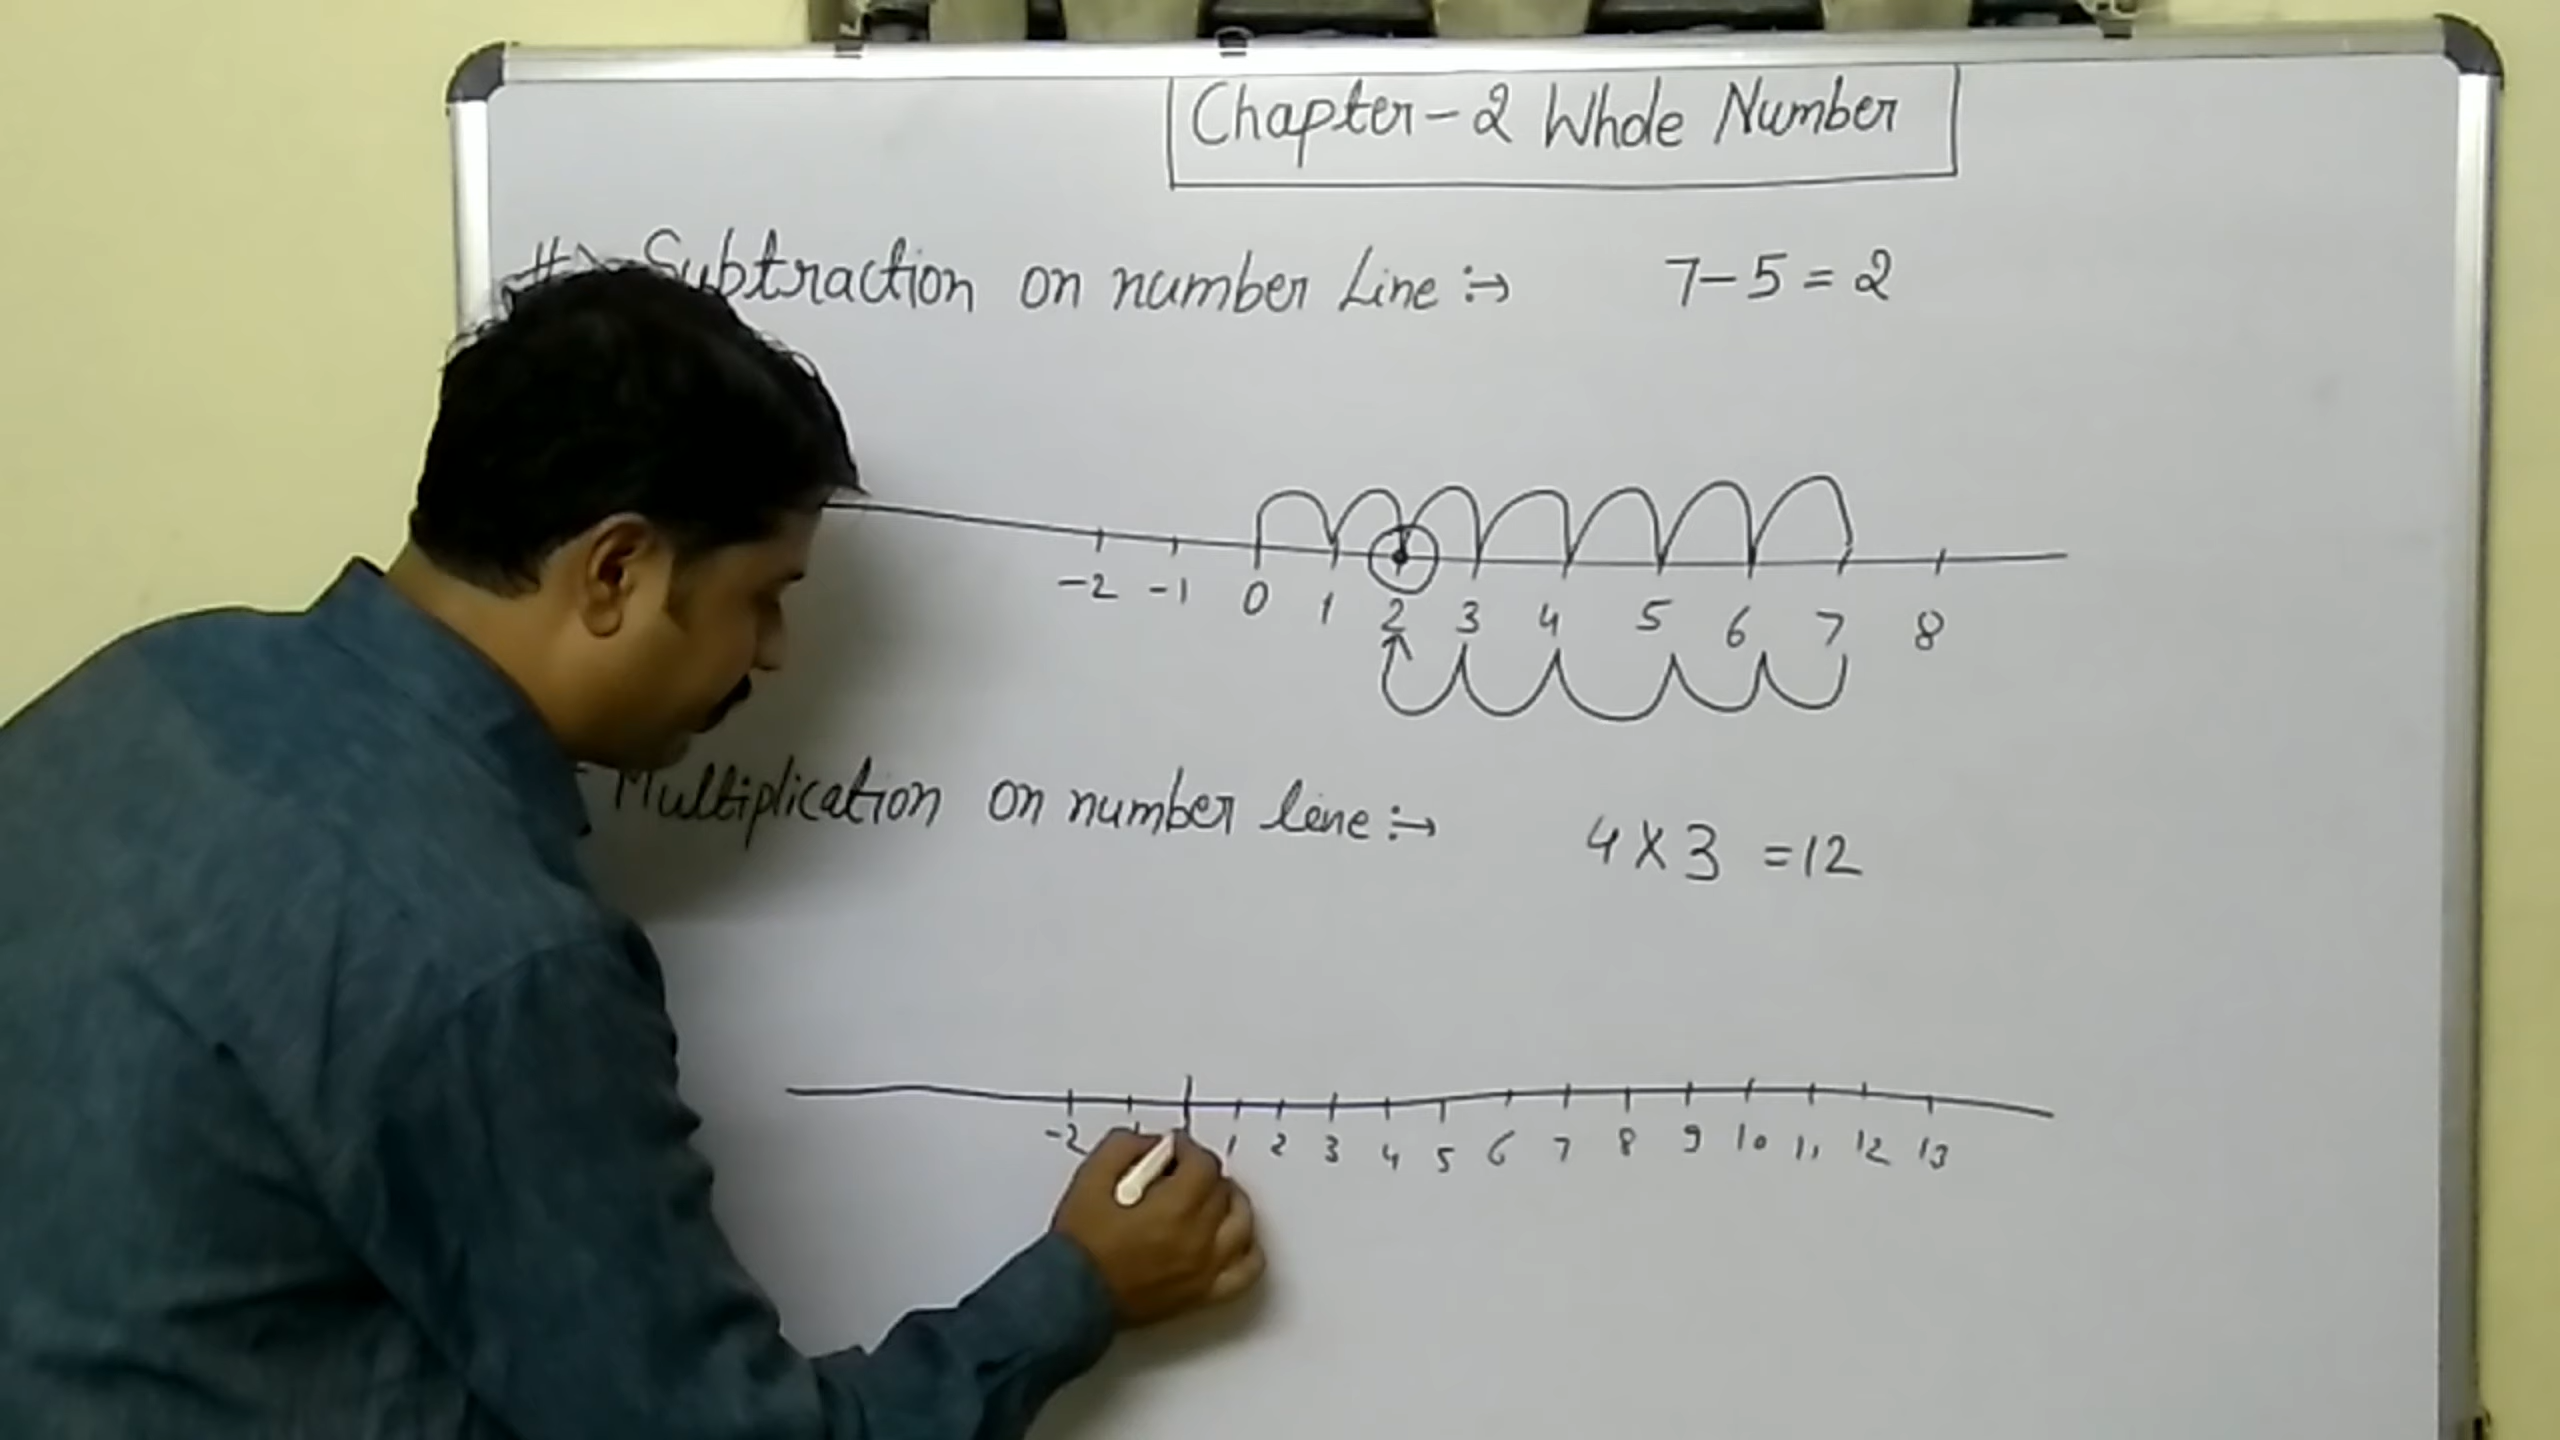 Chapter-2 Whole Number
Subtraction on number Line :→ 7-5=2
-2 -1 0 1 2 3 4 5 6 7 8
Multiplication on number line :→ 4 X 3 =12
-2 1 2 3 4 5 6 7 8 9 10 11 12 13